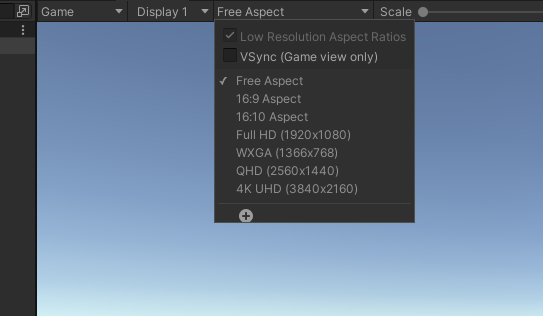 Game
Display 1
Free Aspect
Scale
Low Resolution Aspect Ratios
VSync (Game view only)
Free Aspect
16:9 Aspect
16:10 Aspect
Full HD (1920x1080)
WXGA (1366x768)
QHD (2560x1440)
4K UHD (3840x2160)